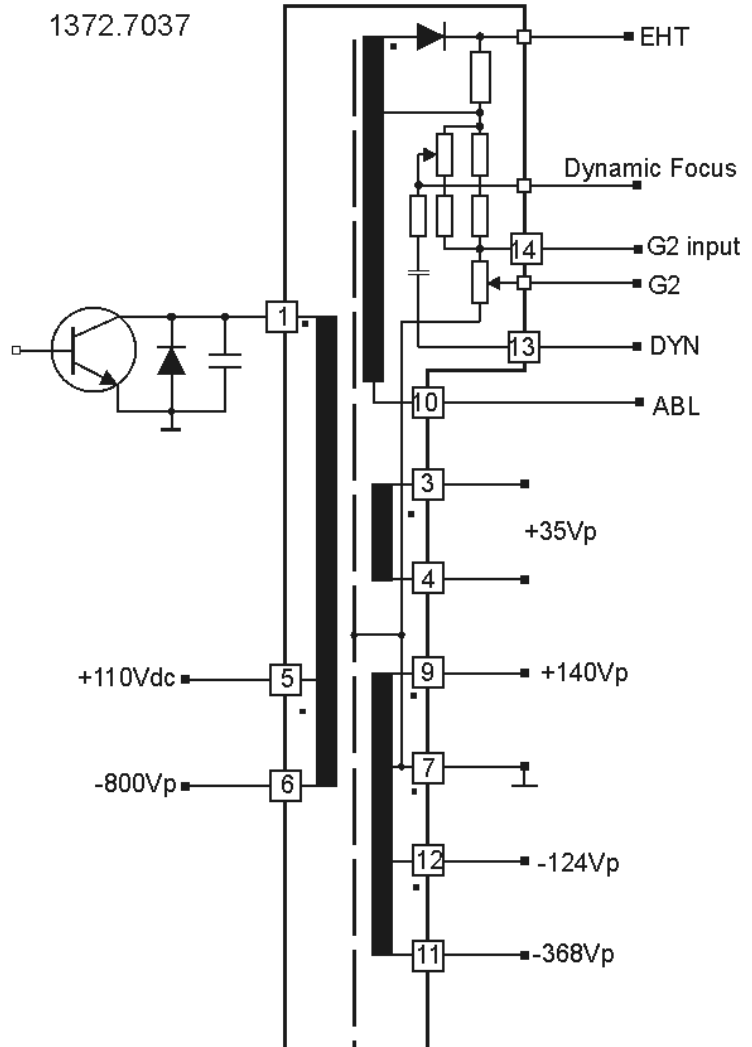 1372.7037
EHT
Dynamic Focus
14
G2 input
G2
1
13
DYN
10
ABL
3
+35Vp
4
+110Vdc
5
9
+140Vp
-800Vp
6
7
12
-124Vp
11
-368Vp